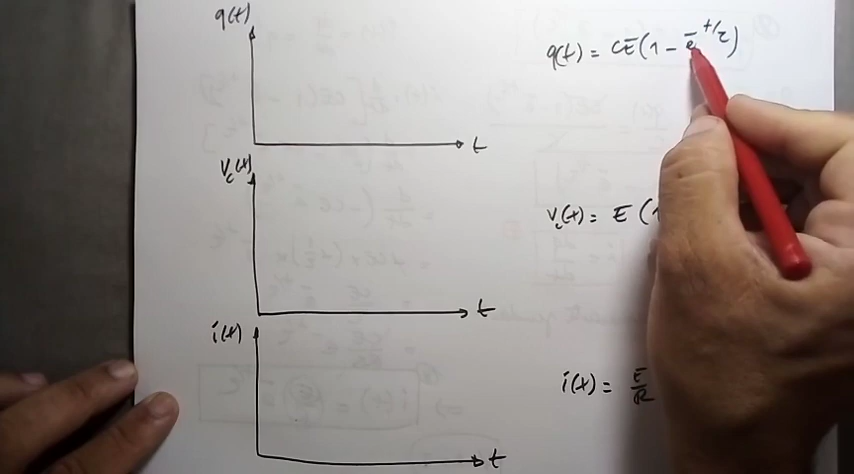 q(t)
q(t) = CE(1 - e^-t/τ)
t
Vc(t)
Vc(t) = E (1
t
i(t)
i(t) = E/R
t